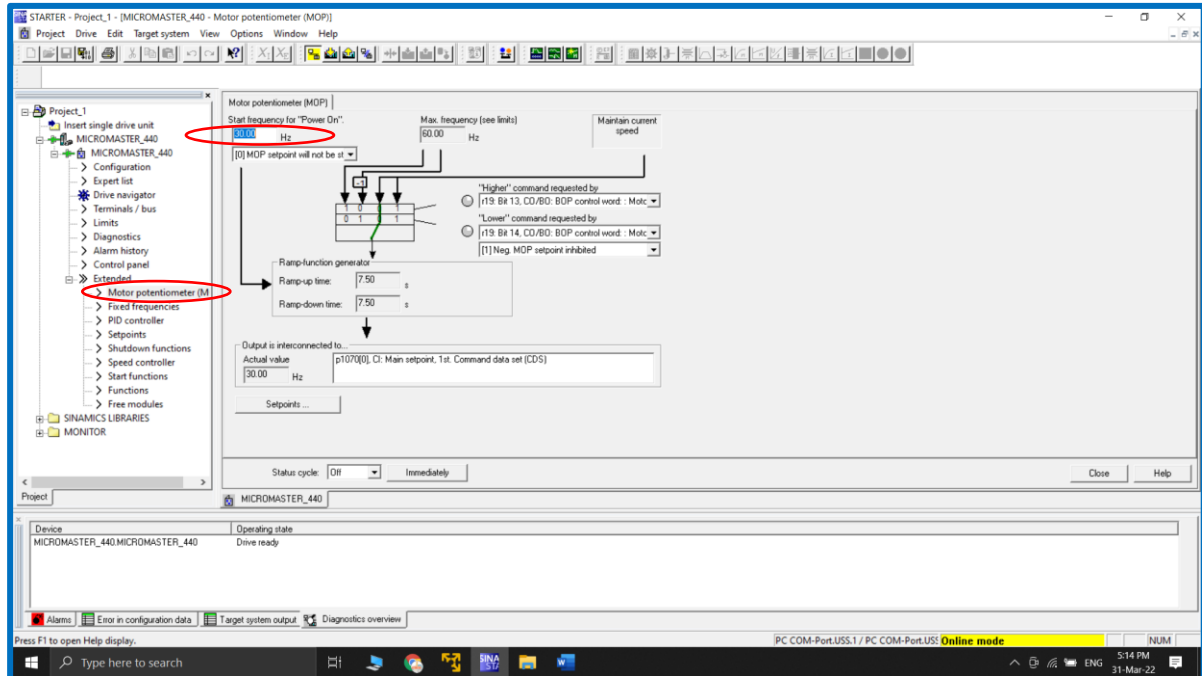 STARTER - Project_1 - [MICROMASTER_440 - Motor potentiometer (MOP)]
Project Drive Edit Target system View Options Window Help
Project_1
Insert single drive unit
MICROMASTER_440
MICROMASTER_440
Configuration
Expert list
Drive navigator
Terminals / bus
Limits
Diagnostics
Alarm history
Control panel
Extended
Motor potentiometer (M
Fixed frequencies
PID controller
Setpoints
Shutdown functions
Speed controller
Start functions
Functions
Free modules
SINAMICS LIBRARIES
MONITOR
Project
Motor potentiometer (MOP)
Start frequency for "Power On".
30.00 Hz
[0] MOP setpoint will not be st
Max. frequency (see limits)
60.00 Hz
Maintain current
speed
-1
1 0 0 1
0 1 0 1
"Higher" command requested by
r19: Bit 13, CO/BO: BOP control word: : Motc
"Lower" command requested by
r19: Bit 14, CO/BO: BOP control word: : Motc
[1] Neg. MOP setpoint inhibited
Ramp-function generator
Ramp-up time: 7.50 s
Ramp-down time: 7.50 s
Output is interconnected to...
Actual value
30.00 Hz
p1070[0], CI: Main setpoint, 1st. Command data set (CDS)
Setpoints ...
Status cycle: Off Immediately Close Help
MICROMASTER_440
Device Operating state
MICROMASTER_440.MICROMASTER_440 Drive ready
Alarms Error in configuration data Target system output Diagnostics overview
Press F1 to open Help display. PC COM-Port.USS.1 / PC COM-Port.USS Online mode NUM
Type here to search
ENG
5:14 PM
31-Mar-22